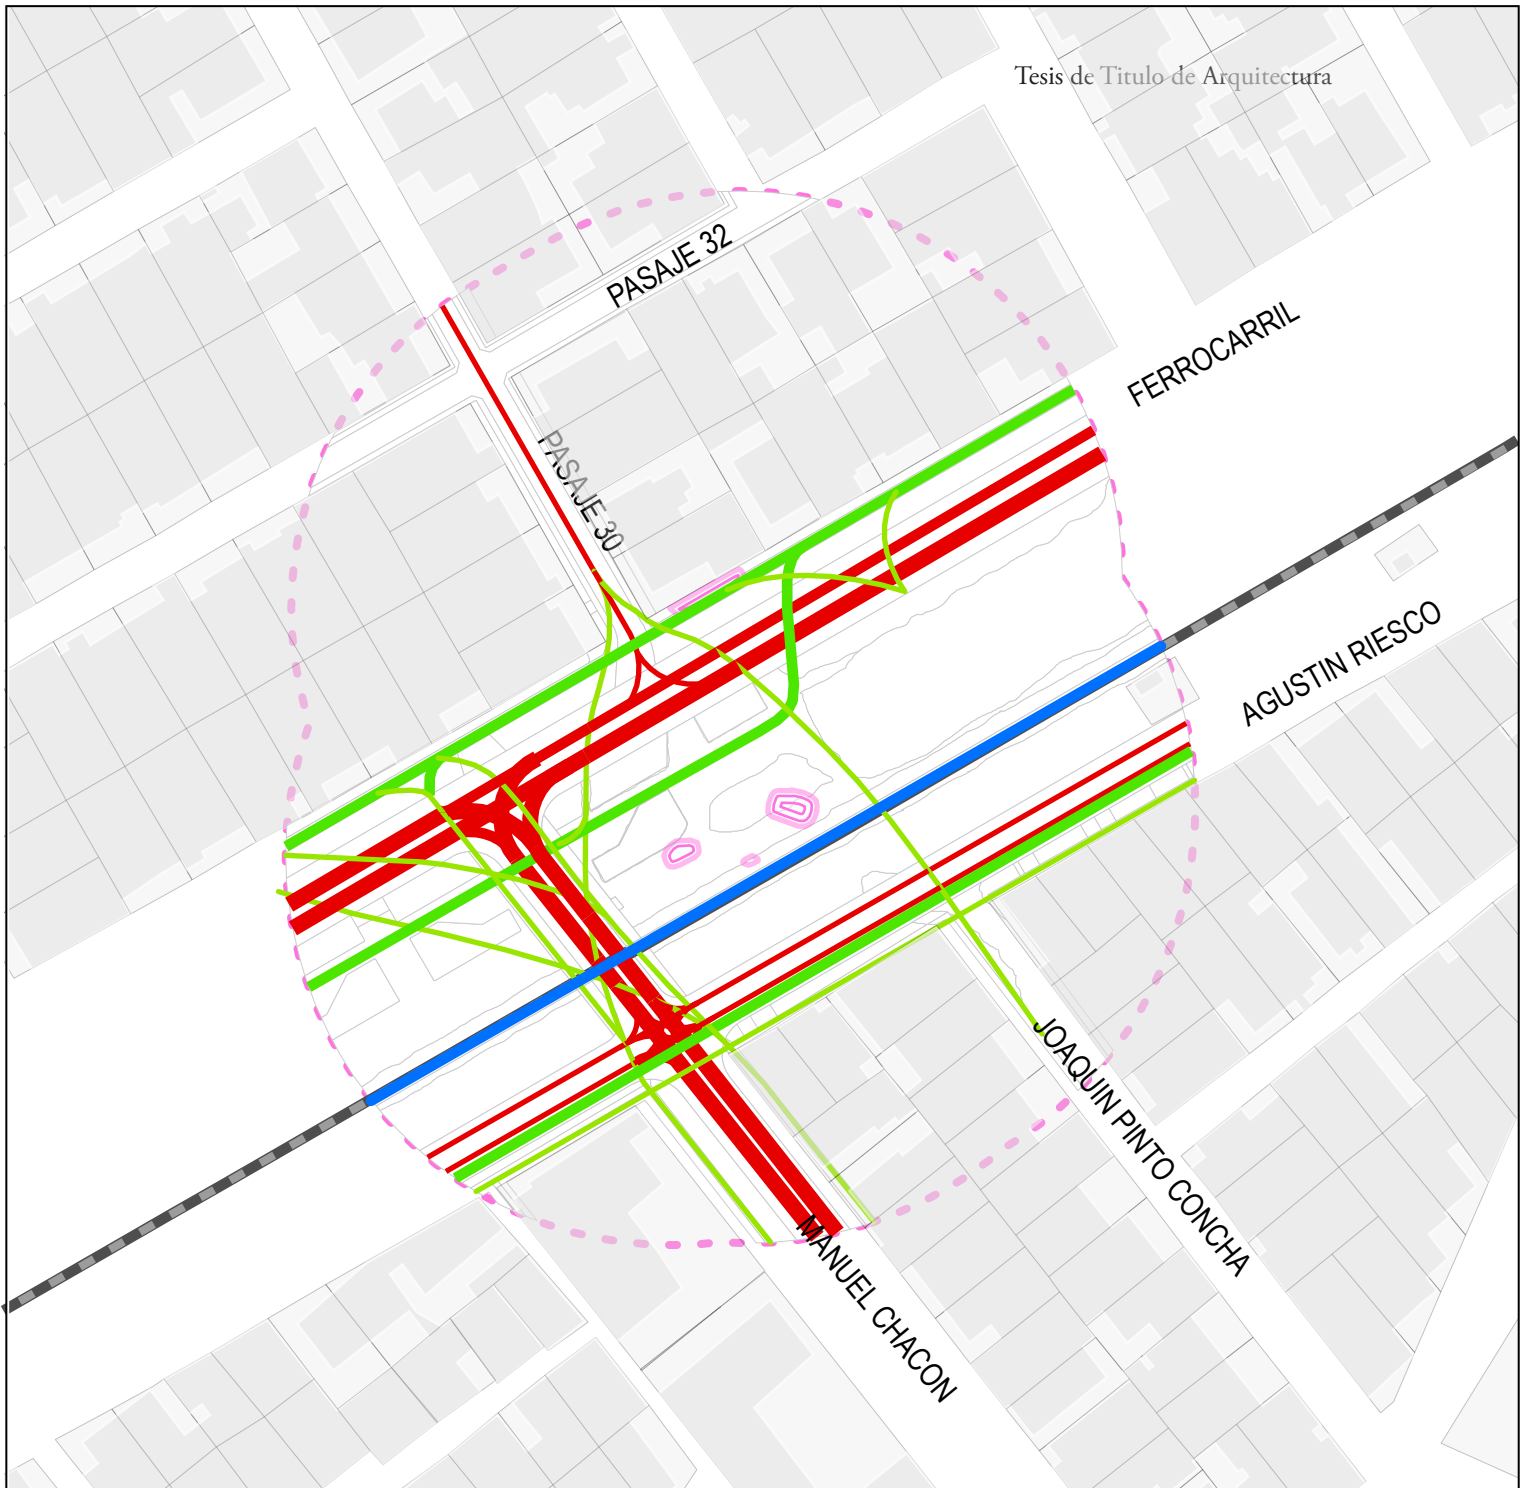 Tesis de Titulo de Arquitectura
PASAJE 32
FERROCARRIL
PASAJE 30
AGUSTIN RIESCO
JOAQUIN PINTO CONCHA
MANUEL CHACON